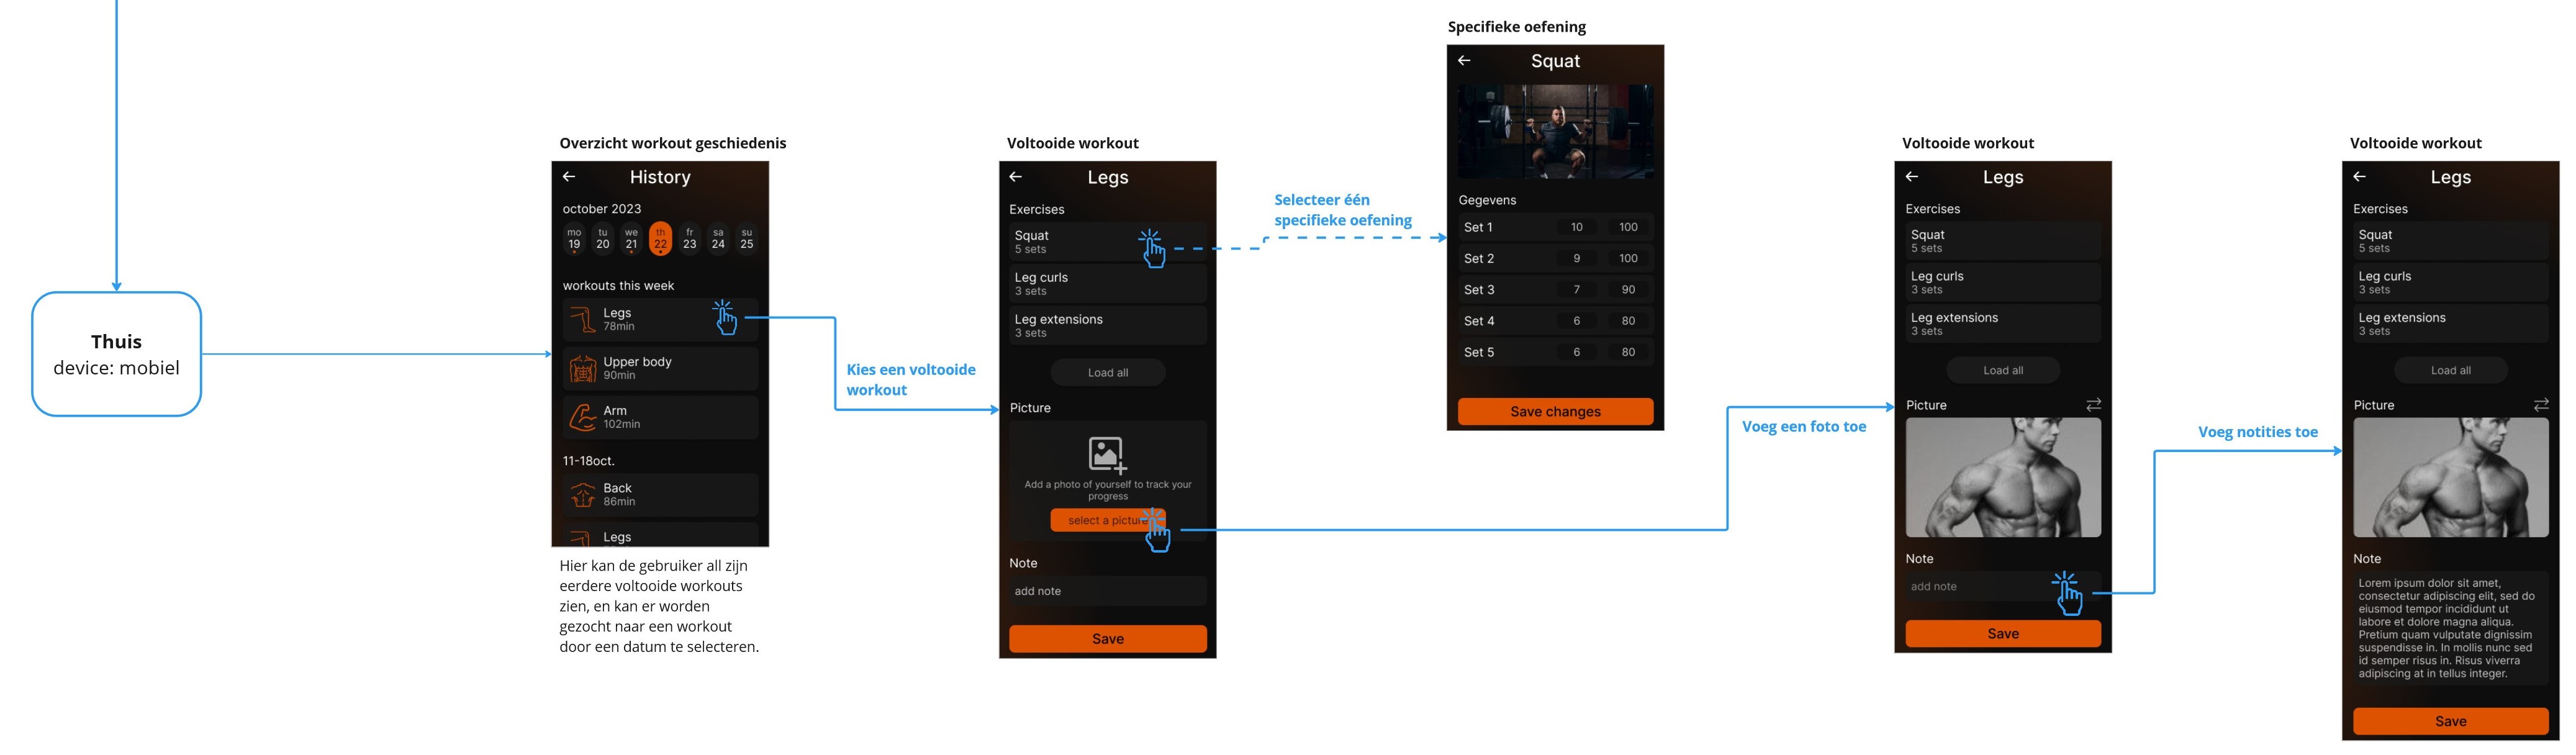 Thuis
device: mobiel
Overzicht workout geschiedenis
History
october 2023
mo tu we th fr sa su
19 20 21 22 23 24 25
workouts this week
Legs
78min
Upper body
90min
Arm
102min
11-18oct.
Back
86min
Legs
Hier kan de gebruiker all zijn
eerdere voltooide workouts
zien, en kan er worden
gezocht naar een workout
door een datum te selecteren.
Kies een voltooide
workout
Voltooide workout
Legs
Exercises
Squat
5 sets
Leg curls
3 sets
Leg extensions
3 sets
Load all
Picture
Add a photo of yourself to track your
progress
select a picture
Note
add note
Save
Selecteer één
specifieke oefening
Specifieke oefening
Squat
Gegevens
Set 1 10 100
Set 2 9 100
Set 3 7 90
Set 4 6 80
Set 5 6 80
Save changes
Voeg een foto toe
Voltooide workout
Legs
Exercises
Squat
5 sets
Leg curls
3 sets
Leg extensions
3 sets
Load all
Picture
Note
add note
Save
Voeg notities toe
Voltooide workout
Legs
Exercises
Squat
5 sets
Leg curls
3 sets
Leg extensions
3 sets
Load all
Picture
Note
Lorem ipsum dolor sit amet,
consectetur adipiscing elit, sed do
eiusmod tempor incididunt ut
labore et dolore magna aliqua.
Pretium quam vulputate dignissim
suspendisse in. In mollis nunc sed
id semper risus in. Risus viverra
adipiscing at in tellus integer.
Save